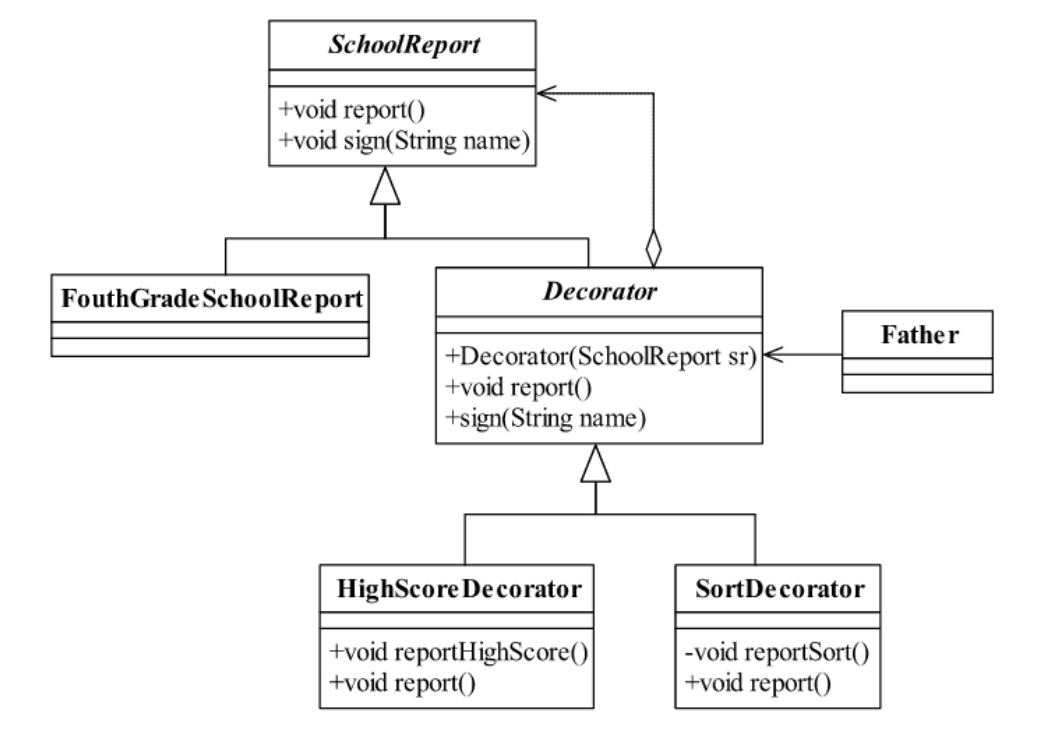 SchoolReport
+void report()
+void sign(String name)
FouthGradeSchoolReport
Decorator
+Decorator(SchoolReport sr)
+void report()
+sign(String name)
Father
HighScoreDecorator
+void reportHighScore()
+void report()
SortDecorator
-void reportSort()
+void report()